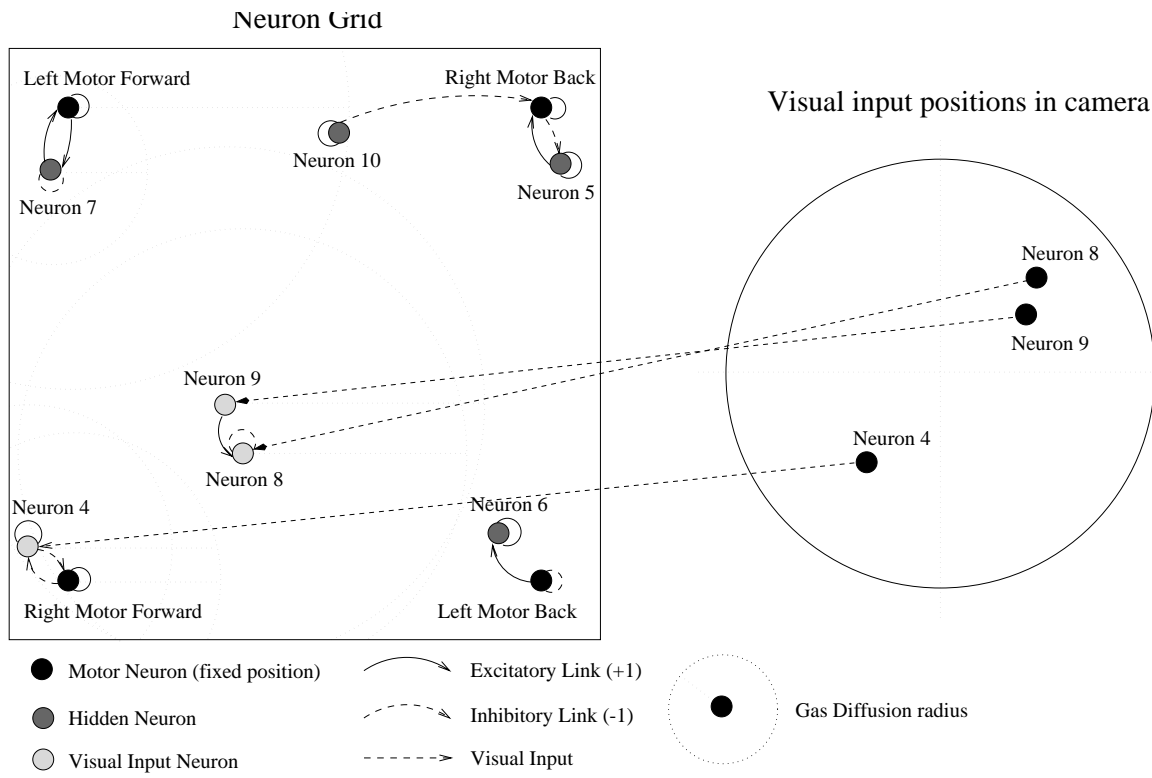 Neuron Grid
Left Motor Forward
Right Motor Back
Visual input positions in camera
Neuron 10
Neuron 7
Neuron 5
Neuron 8
Neuron 9
Neuron 9
Neuron 4
Neuron 8
Neuron 4
Neuron 6
Right Motor Forward
Left Motor Back
Motor Neuron (fixed position)
Excitatory Link (+1)
Hidden Neuron
Inhibitory Link (-1)
Gas Diffusion radius
Visual Input Neuron
Visual Input